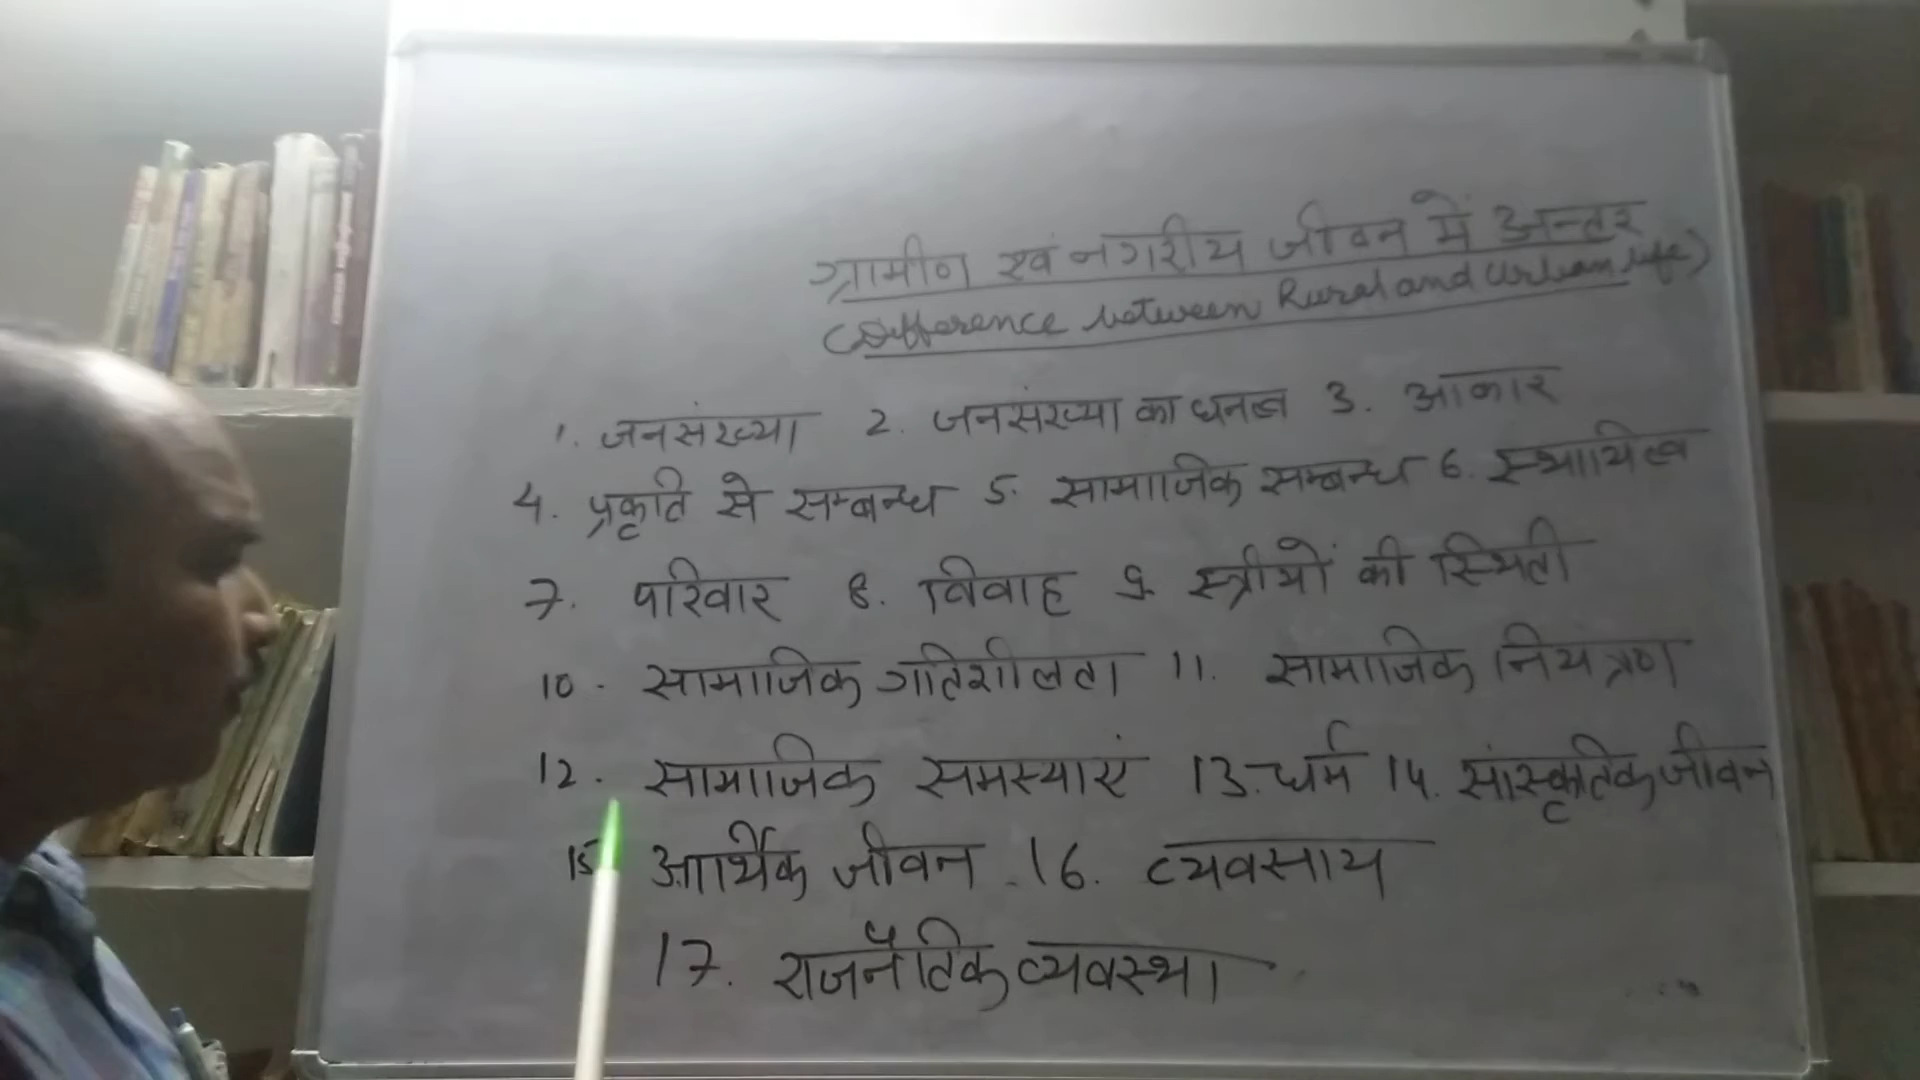 ग्रामीण एवं नगरीय जीवन में अन्तर
(Difference between Rural and Urban life)
1. जनसंख्या 2. जनसंख्या का घनत्व 3. आकार
4. प्रकृति से सम्बन्ध 5. सामाजिक सम्बन्ध 6. स्थायित्व
7. परिवार 8. विवाह 9. स्त्रीयों की स्थिती
10. सामाजिक गतिशीलता 11. सामाजिक नियत्रण
12. सामाजिक समस्याएं 13. धर्म 14. सांस्कृतिक जीवन
15 आर्थिक जीवन. 16. व्यवसाय
17. राजनैतिक व्यवस्था